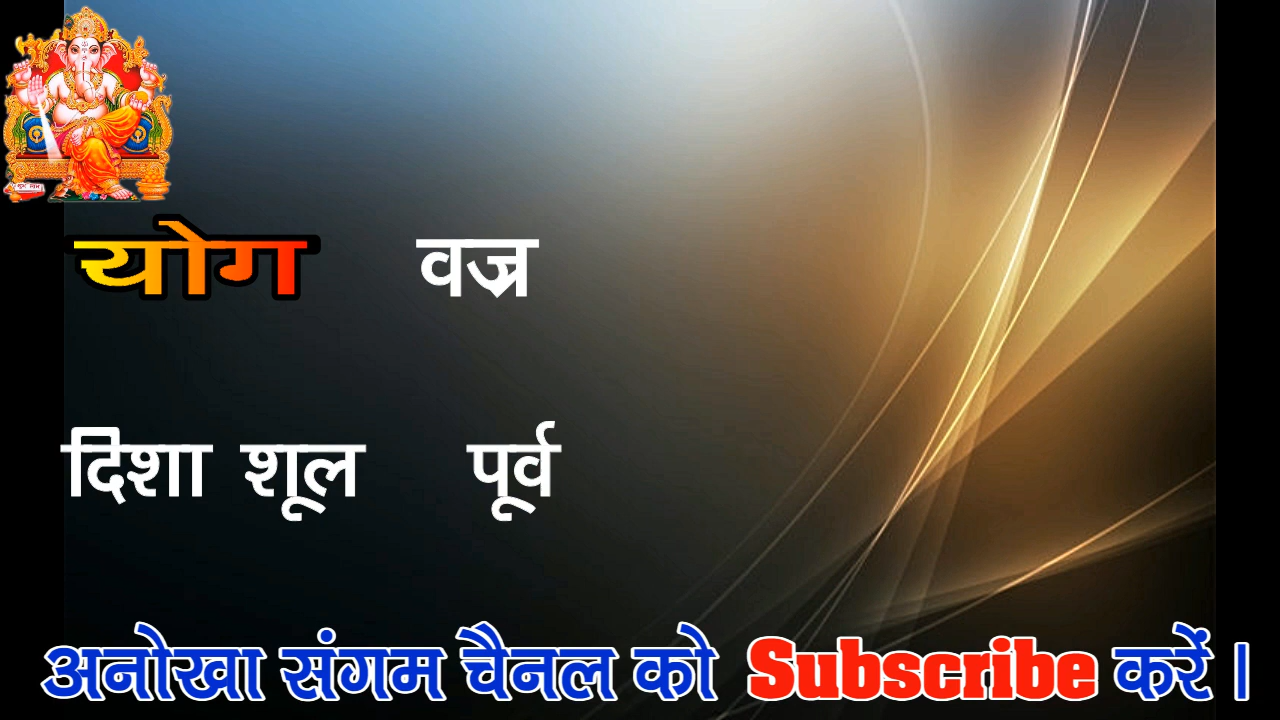 योग वज्र
दिशा शूल पूर्व
अनोखा संगम चैनल को Subscribe करें।